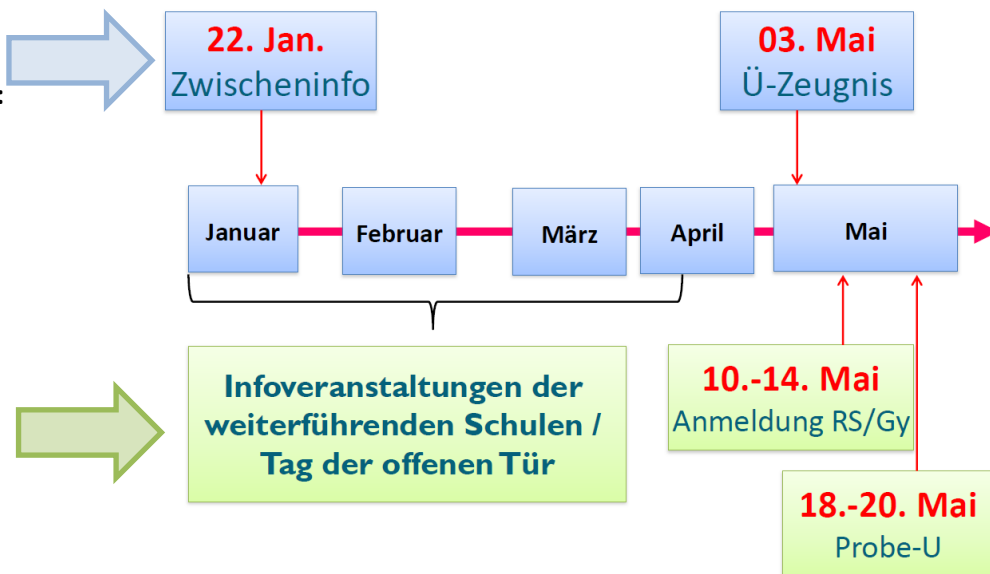 22. Jan.
Zwischeninfo
03. Mai
Ü-Zeugnis
:
Januar
Februar
März
April
Mai
Infoveranstaltungen der
weiterführenden Schulen /
Tag der offenen Tür
10.-14. Mai
Anmeldung RS/Gy
18.-20. Mai
Probe-U